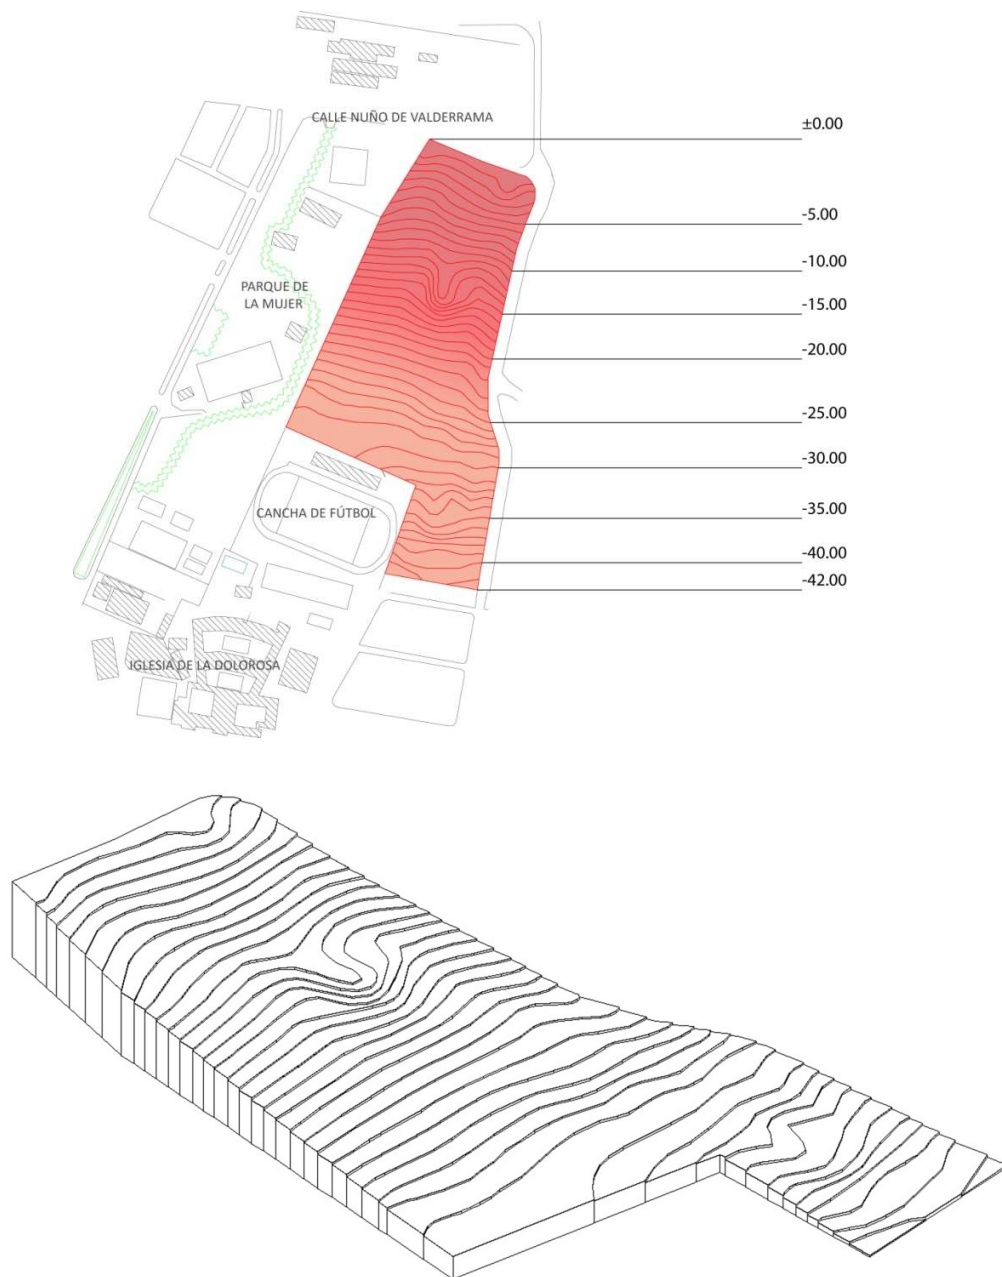 CALLE NUÑO DE VALDERRAMA
±0.00
-5.00
-10.00
PARQUE DE
LA MUJER
-15.00
-20.00
-25.00
-30.00
CANCHA DE FÚTBOL
-35.00
-40.00
-42.00
IGLESIA DE LA DOLOROSA